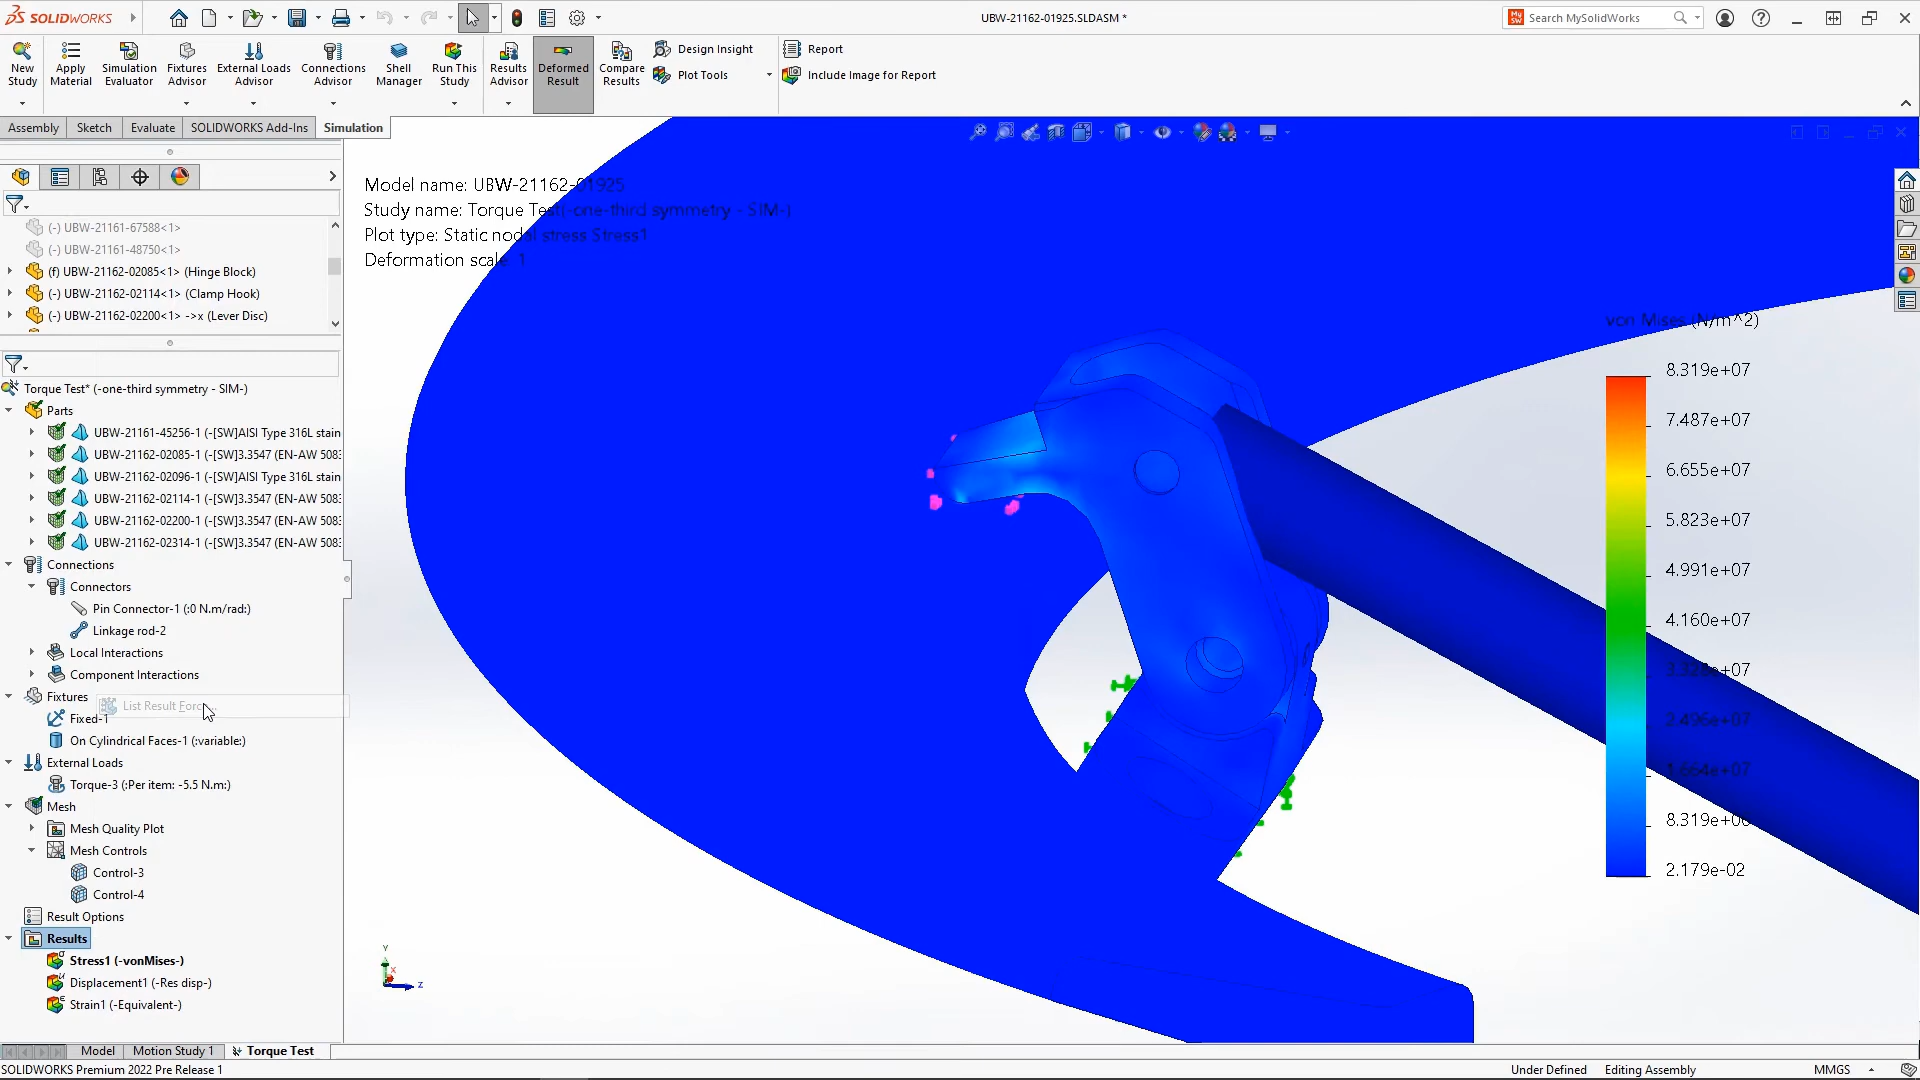 SOLIDWORKS
UBW-21162-01925.SLDASM *
Search MySolidWorks
New Study
Apply Material
Simulation Evaluator
Fixtures Advisor
External Loads Advisor
Connections Advisor
Shell Manager
Run This Study
Results Advisor
Deformed Result
Compare Results
Design Insight
Plot Tools
Report
Include Image for Report
Assembly
Sketch
Evaluate
SOLIDWORKS Add-Ins
Simulation
(-) UBW-21161-67588<1>
(-) UBW-21161-48750<1>
(f) UBW-21162-02085<1> (Hinge Block)
(-) UBW-21162-02114<1> (Clamp Hook)
(-) UBW-21162-02200<1> ->x (Lever Disc)
Torque Test* (-one-third symmetry - SIM-)
Parts
UBW-21161-45256-1 (-[SW]AISI Type 316L stain
UBW-21162-02085-1 (-[SW]3.3547 (EN-AW 508
UBW-21162-02096-1 (-[SW]AISI Type 316L stain
UBW-21162-02114-1 (-[SW]3.3547 (EN-AW 508
UBW-21162-02200-1 (-[SW]3.3547 (EN-AW 508
UBW-21162-02314-1 (-[SW]3.3547 (EN-AW 508
Connections
Connectors
Pin Connector-1 (:0 N.m/rad:)
Linkage rod-2
Local Interactions
Component Interactions
Fixtures
List Result Forc
Fixed-1
On Cylindrical Faces-1 (:variable:)
External Loads
Torque-3 (:Per item: -5.5 N.m:)
Mesh
Mesh Quality Plot
Mesh Controls
Control-3
Control-4
Result Options
Results
Stress1 (-vonMises-)
Displacement1 (-Res disp-)
Strain1 (-Equivalent-)
Model name: UBW-21162-01925
Study name: Torque Test(-one-third symmetry - SIM-)
Plot type: Static nodal stress Stress1
Deformation scale: 1
von Mises (N/m^2)
8.319e+07
7.487e+07
6.655e+07
5.823e+07
4.991e+07
4.160e+07
3.328e+07
2.496e+07
1.664e+07
8.319e+06
2.179e-02
Y
X
Z
Model
Motion Study 1
Torque Test
SOLIDWORKS Premium 2022 Pre Release 1
Under Defined
Editing Assembly
MMGS